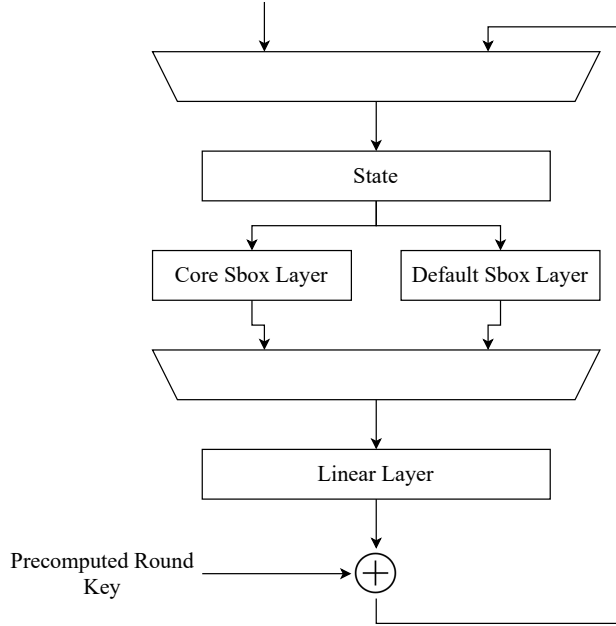 State
Core Sbox Layer
Default Sbox Layer
Linear Layer
Precomputed Round
Key